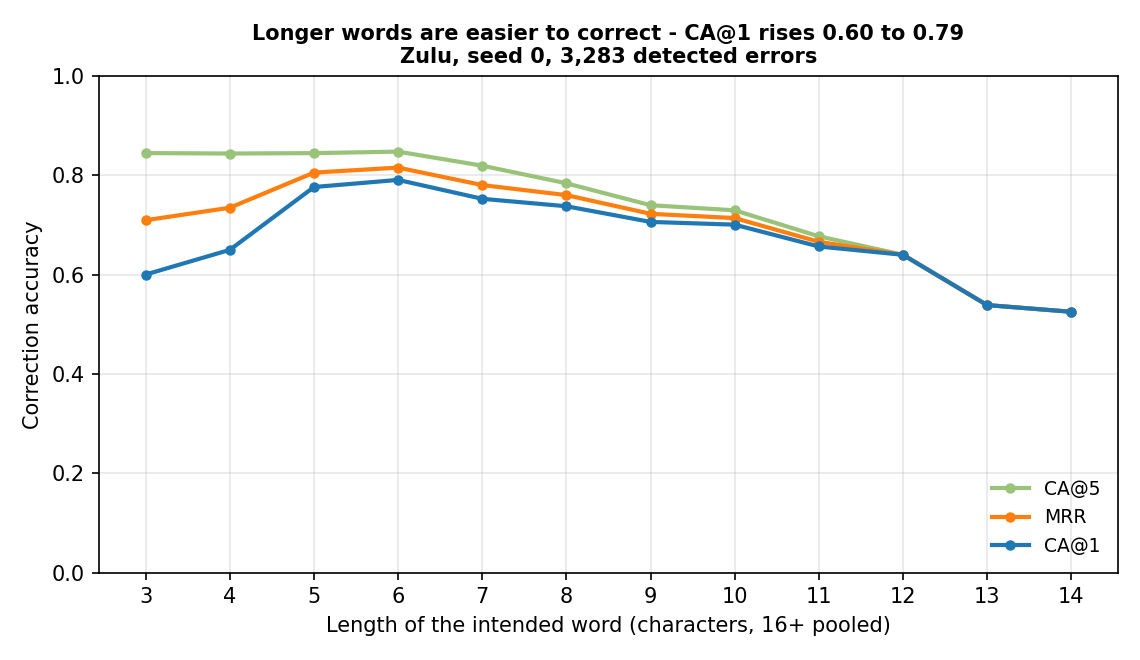 Longer words are easier to correct - CA@1 rises 0.60 to 0.79
Zulu, seed 0, 3,283 detected errors
Correction accuracy
1.0
0.8
0.6
0.4
0.2
0.0
CA@5
MRR
CA@1
3 4 5 6 7 8 9 10 11 12 13 14
Length of the intended word (characters, 16+ pooled)